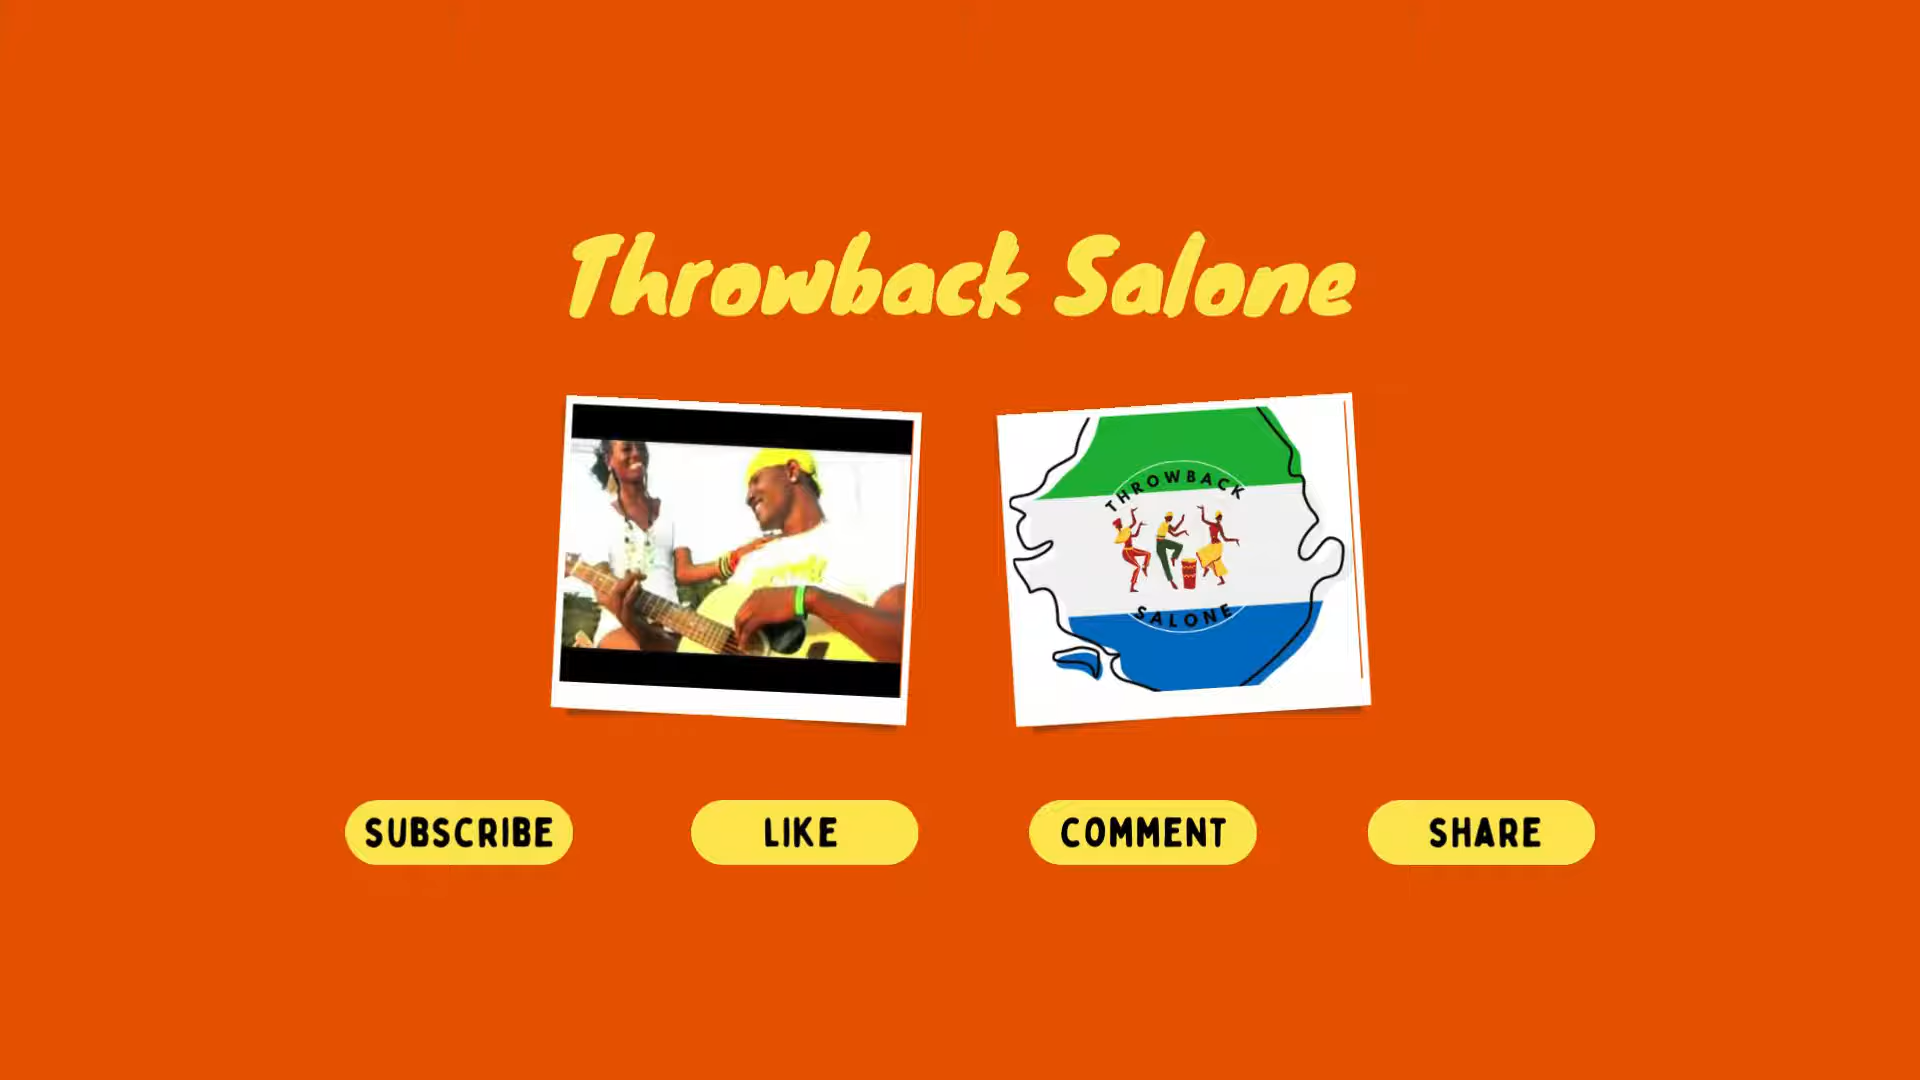 Throwback Salone
THROWBACK
SALONE
SUBSCRIBE
LIKE
COMMENT
SHARE